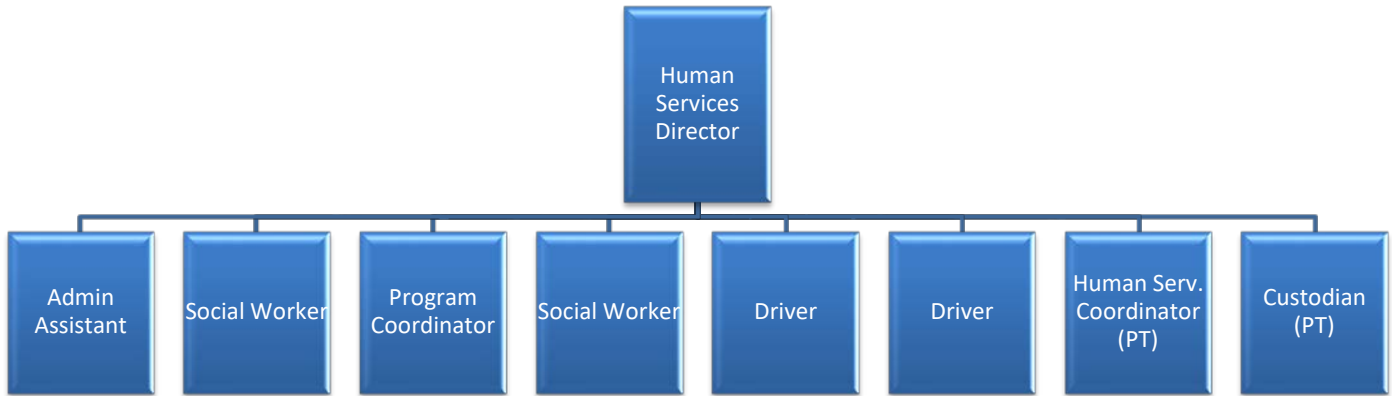 Human
Services
Director
Admin
Assistant
Social Worker
Program
Coordinator
Social Worker
Driver
Driver
Human Serv.
Coordinator
(PT)
Custodian
(PT)